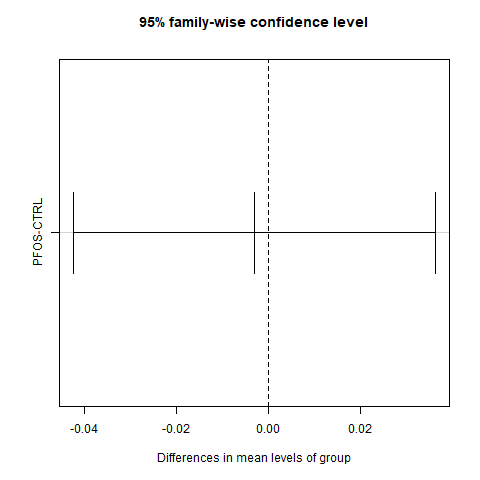 95% family-wise confidence level
PFOS-CTRL
-0.04 -0.02 0.00 0.02
Differences in mean levels of group